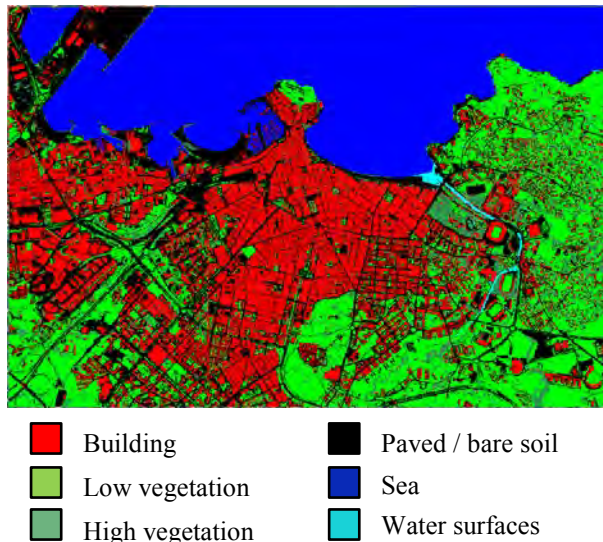 Building
Paved / bare soil
Low vegetation
Sea
High vegetation
Water surfaces